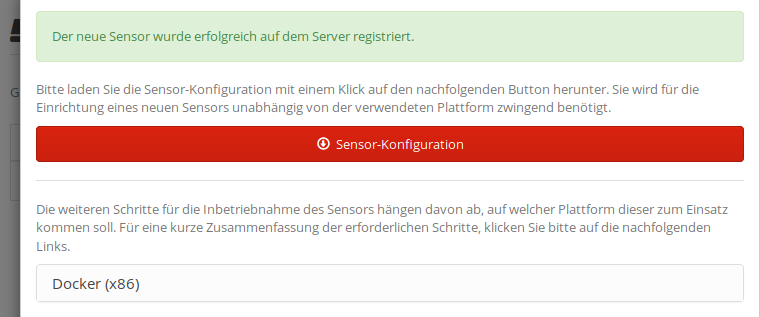 Der neue Sensor wurde erfolgreich auf dem Server registriert.
G
Bitte laden Sie die Sensor-Konfiguration mit einem Klick auf den nachfolgenden Button herunter. Sie wird für die
Einrichtung eines neuen Sensors unabhängig von der verwendeten Plattform zwingend benötigt.
Sensor-Konfiguration
Die weiteren Schritte für die Inbetriebnahme des Sensors hängen davon ab, auf welcher Plattform dieser zum Einsatz
kommen soll. Für eine kurze Zusammenfassung der erforderlichen Schritte, klicken Sie bitte auf die nachfolgenden
Links.
Docker (x86)